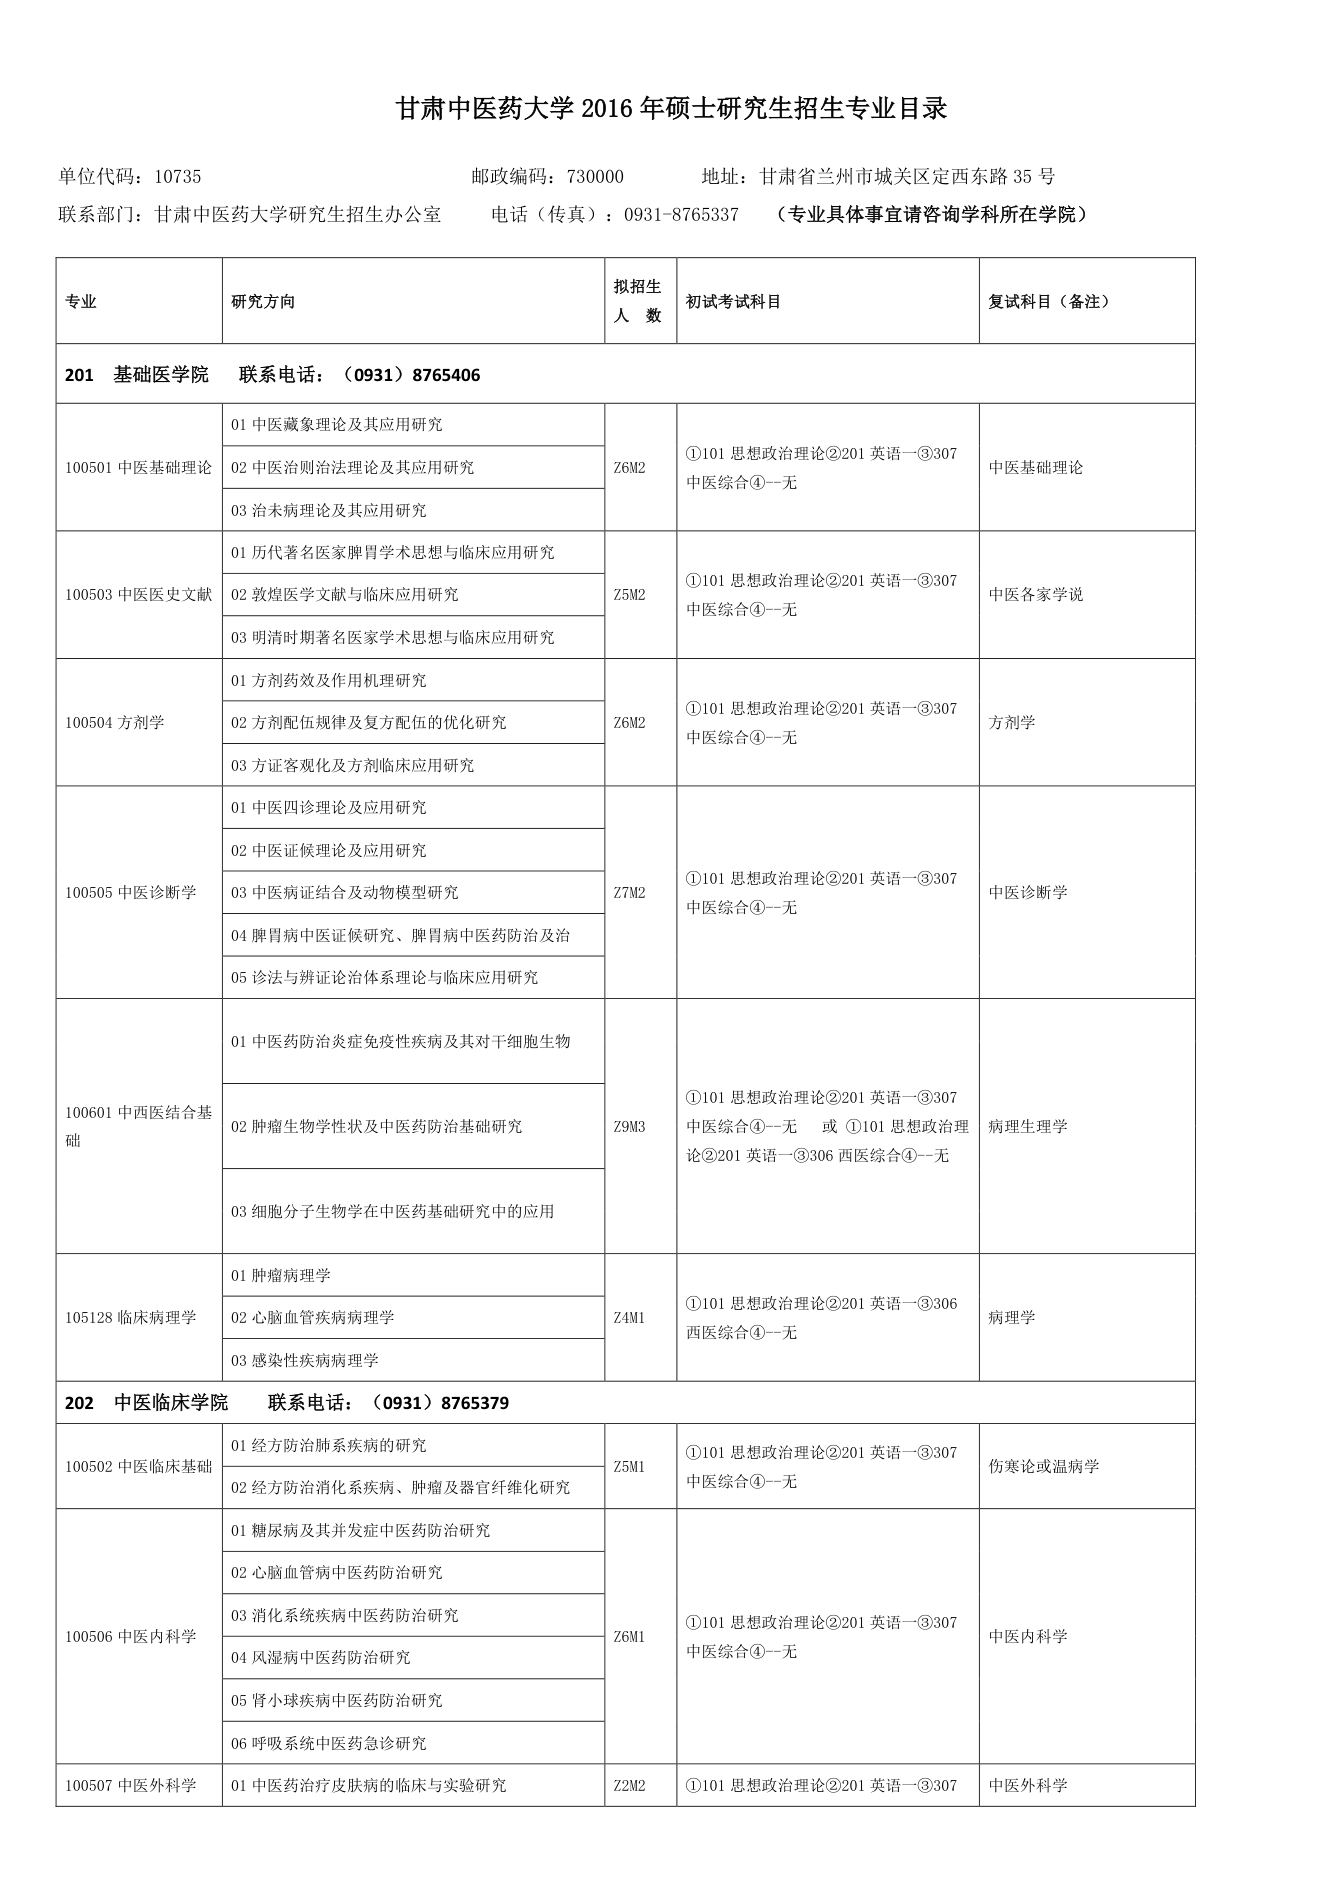 甘肃中医药大学 2016 年硕士研究生招生专业目录
单位代码：10735 邮政编码：730000 地址：甘肃省兰州市城关区定西东路 35 号
联系部门：甘肃中医药大学研究生招生办公室 电话（传真）：0931-8765337 （专业具体事宜请咨询学科所在学院）
专业 研究方向 拟招生人 数 初试考试科目 复试科目（备注）
201 基础医学院 联系电话：（0931）8765406
100501 中医基础理论
01 中医藏象理论及其应用研究
02 中医治则治法理论及其应用研究
03 治未病理论及其应用研究
Z6M2
①101 思想政治理论②201 英语一③307
中医综合④--无
中医基础理论
100503 中医医史文献
01 历代著名医家脾胃学术思想与临床应用研究
02 敦煌医学文献与临床应用研究
03 明清时期著名医家学术思想与临床应用研究
Z5M2
①101 思想政治理论②201 英语一③307
中医综合④--无
中医各家学说
100504 方剂学
01 方剂药效及作用机理研究
02 方剂配伍规律及复方配伍的优化研究
03 方证客观化及方剂临床应用研究
Z6M2
①101 思想政治理论②201 英语一③307
中医综合④--无
方剂学
100505 中医诊断学
01 中医四诊理论及应用研究
02 中医证候理论及应用研究
03 中医病证结合及动物模型研究
04 脾胃病中医证候研究、脾胃病中医药防治及治
05 诊法与辨证论治体系理论与临床应用研究
Z7M2
①101 思想政治理论②201 英语一③307
中医综合④--无
中医诊断学
100601 中西医结合基
础
01 中医药防治炎症免疫性疾病及其对干细胞生物
02 肿瘤生物学性状及中医药防治基础研究
03 细胞分子生物学在中医药基础研究中的应用
Z9M3
①101 思想政治理论②201 英语一③307
中医综合④--无 或 ①101 思想政治理
论②201 英语一③306 西医综合④--无
病理生理学
105128 临床病理学
01 肿瘤病理学
02 心脑血管疾病病理学
03 感染性疾病病理学
Z4M1
①101 思想政治理论②201 英语一③306
西医综合④--无
病理学
202 中医临床学院 联系电话：（0931）8765379
100502 中医临床基础
01 经方防治肺系疾病的研究
02 经方防治消化系疾病、肿瘤及器官纤维化研究
Z5M1
①101 思想政治理论②201 英语一③307
中医综合④--无
伤寒论或温病学
100506 中医内科学
01 糖尿病及其并发症中医药防治研究
02 心脑血管病中医药防治研究
03 消化系统疾病中医药防治研究
04 风湿病中医药防治研究
05 肾小球疾病中医药防治研究
06 呼吸系统中医药急诊研究
Z6M1
①101 思想政治理论②201 英语一③307
中医综合④--无
中医内科学
100507 中医外科学
01 中医药治疗皮肤病的临床与实验研究
Z2M2
①101 思想政治理论②201 英语一③307
中医外科学